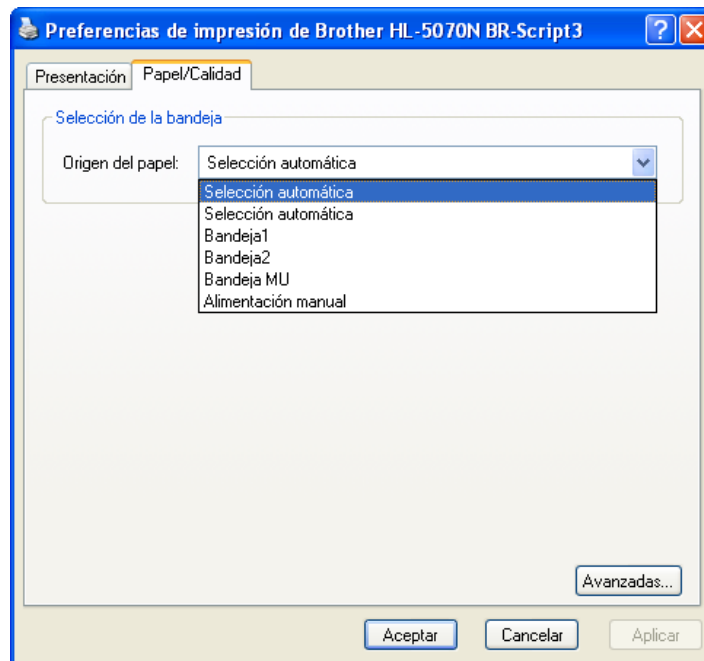 Preferencias de impresión de Brother HL-5070N BR-Script3
Presentación Papel/Calidad
Selección de la bandeja
Origen del papel: Selección automática
Selección automática
Selección automática
Bandeja1
Bandeja2
Bandeja MU
Alimentación manual
Avanzadas...
Aceptar Cancelar Aplicar